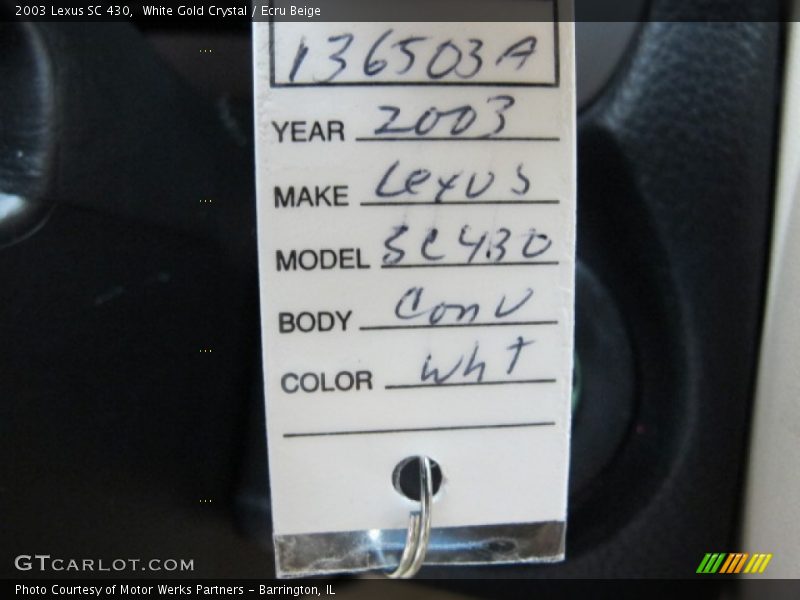 2003 Lexus SC 430,  White Gold Crystal / Ecru Beige
136503A
YEAR 2003
MAKE Lexus
MODEL SC430
BODY Conv
COLOR Wht
GTCARLOT.COM
Photo Courtesy of Motor Werks Partners - Barrington, IL